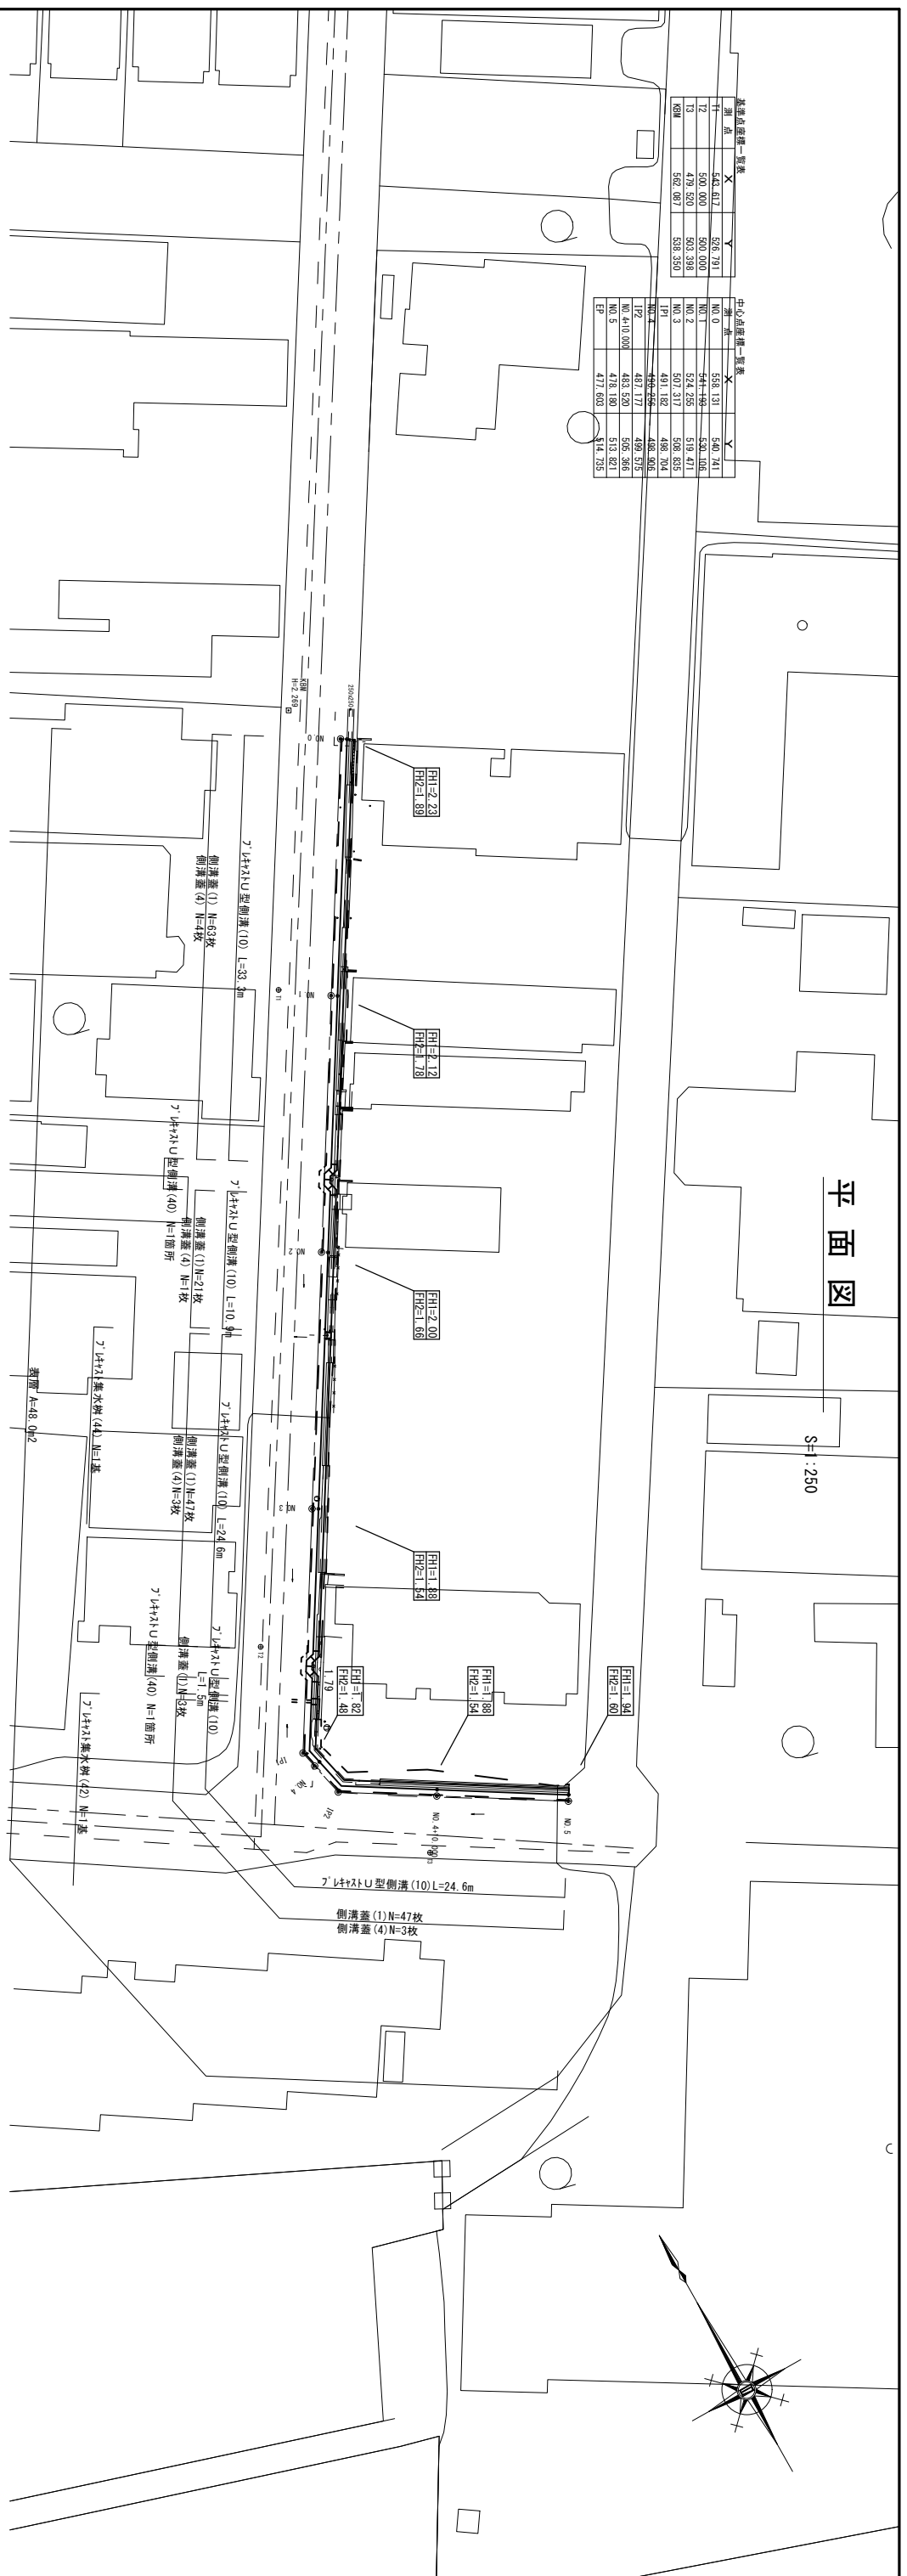 平面図
S=1:250
基準点座標一覧表
測 点 X Y
T1 543.617 526.791
T2 500.000 500.000
T3 479.520 503.398
KBM 562.087 538.350
中心点座標一覧表
測 点 X Y
NO.0 558.131 540.741
NO.1 541.193 530.106
NO.2 524.255 519.471
NO.3 507.317 508.835
IP1 491.182 498.704
NO.4 490.256 498.906
IP2 487.177 499.575
NO.4+10.000 483.520 505.366
NO.5 478.180 513.821
EP 477.603 514.735
KBM
H=2.269
250x250
NO.0
T1
NO.1
NO.2
NO.3
T2
IP1
NO.4
IP2
NO.4+10.000
NO.5
FH1=2.23
FH2=1.89
FH1=2.12
FH2=1.78
FH1=2.00
FH2=1.66
FH1=1.88
FH2=1.54
FH1=1.82
FH2=1.48
1.79
FH1=1.88
FH2=1.54
FH1=1.94
FH2=1.60
プレキャストU型側溝(10) L=33.3m
側溝蓋(1) N=63枚
側溝蓋(4) N=4枚
プレキャストU型側溝(40) N=1箇所
プレキャストU型側溝(10) L=10.9m
側溝蓋(1)N=21枚
側溝蓋(4) N=1枚
プレキャスト集水桝(44) N=1基
表層 A=48.0m2
プレキャストU型側溝(10) L=24.6m
側溝蓋(1)N=47枚
側溝蓋(4)N=3枚
プレキャストU型側溝(40) N=1箇所
プレキャストU型側溝(10)
L=1.5m
側溝蓋(1)N=3枚
プレキャスト集水桝(42) N=1基
プレキャストU型側溝(10)L=24.6m
側溝蓋(1)N=47枚
側溝蓋(4)N=3枚